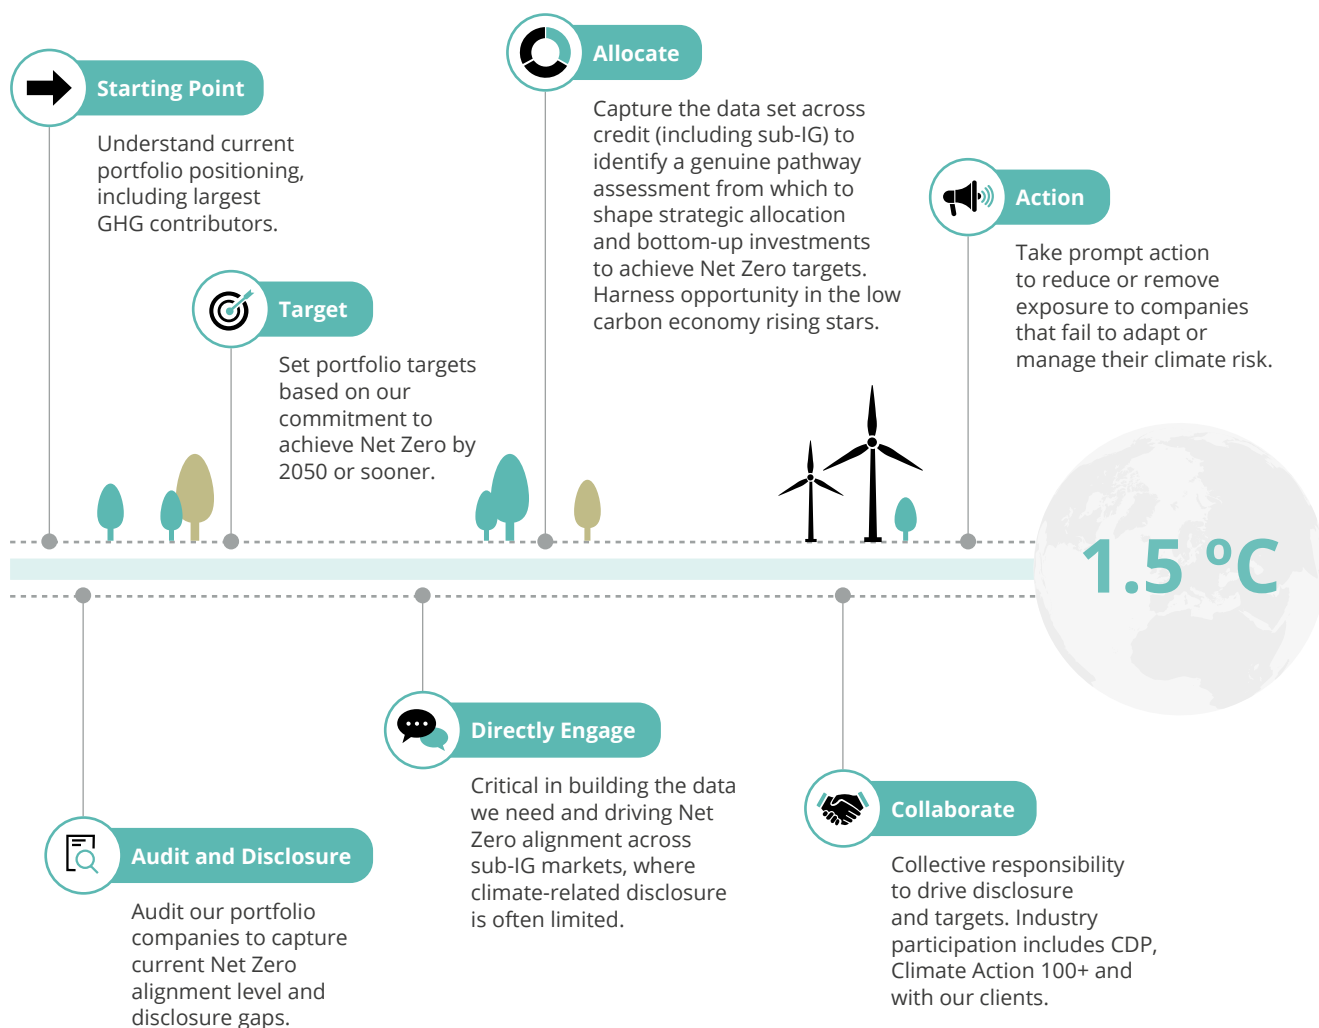 Starting Point
Understand current
portfolio positioning,
including largest
GHG contributors.
Target
Set portfolio targets
based on our
commitment to
achieve Net Zero by
2050 or sooner.
Allocate
Capture the data set across
credit (including sub-IG) to
identify a genuine pathway
assessment from which to
shape strategic allocation
and bottom-up investments
to achieve Net Zero targets.
Harness opportunity in the low
carbon economy rising stars.
Action
Take prompt action
to reduce or remove
exposure to companies
that fail to adapt or
manage their climate risk.
1.5 ºC
Audit and Disclosure
Audit our portfolio
companies to capture
current Net Zero
alignment level and
disclosure gaps.
Directly Engage
Critical in building the data
we need and driving Net
Zero alignment across
sub-IG markets, where
climate-related disclosure
is often limited.
Collaborate
Collective responsibility
to drive disclosure
and targets. Industry
participation includes CDP,
Climate Action 100+ and
with our clients.